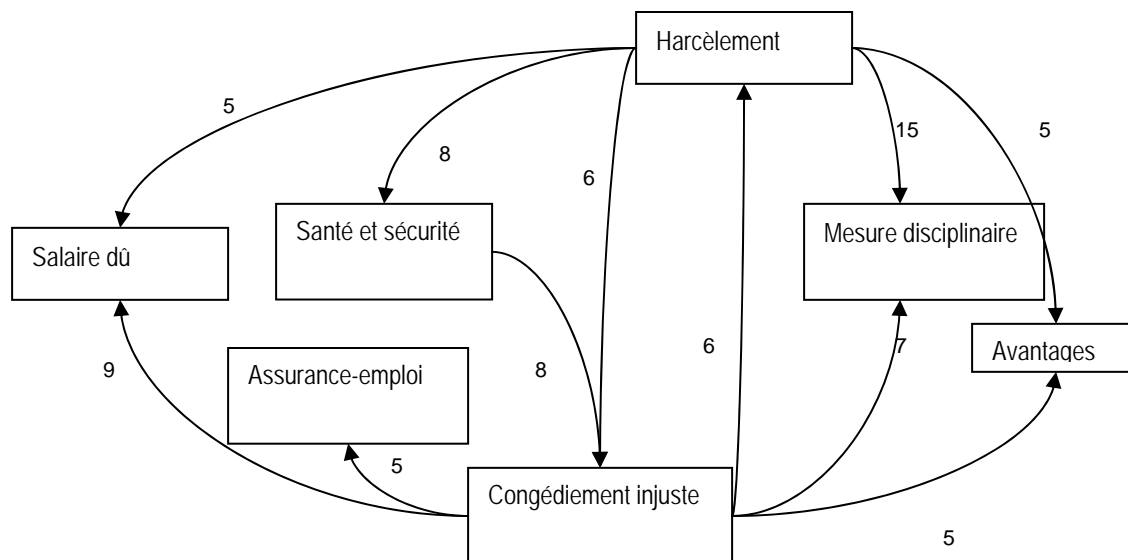 Harcèlement
5
15
5
8
6
Santé et sécurité
Mesure disciplinaire
Salaire dû
9
Assurance-emploi
8
6
7
Avantages
5
Congédiement injuste
5